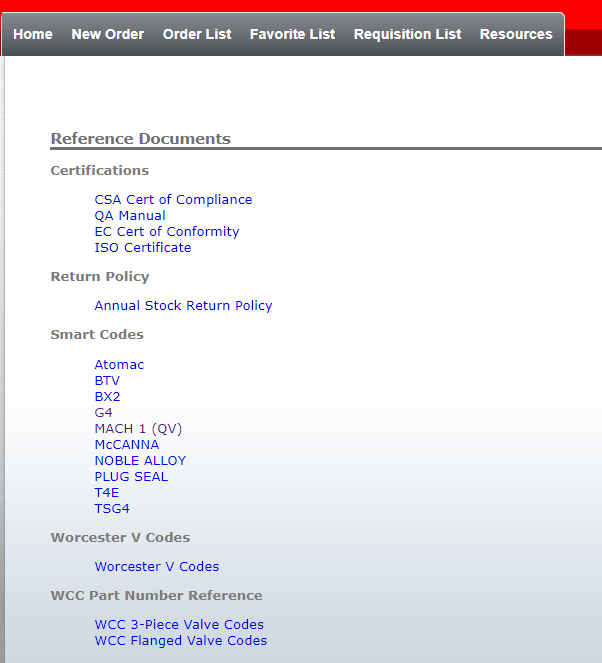 Home New Order Order List Favorite List Requisition List Resources
Reference Documents
Certifications
CSA Cert of Compliance
QA Manual
EC Cert of Conformity
ISO Certificate
Return Policy
Annual Stock Return Policy
Smart Codes
Atomac
BTV
BX2
G4
MACH 1 (QV)
McCANNA
NOBLE ALLOY
PLUG SEAL
T4E
TSG4
Worcester V Codes
Worcester V Codes
WCC Part Number Reference
WCC 3-Piece Valve Codes
WCC Flanged Valve Codes